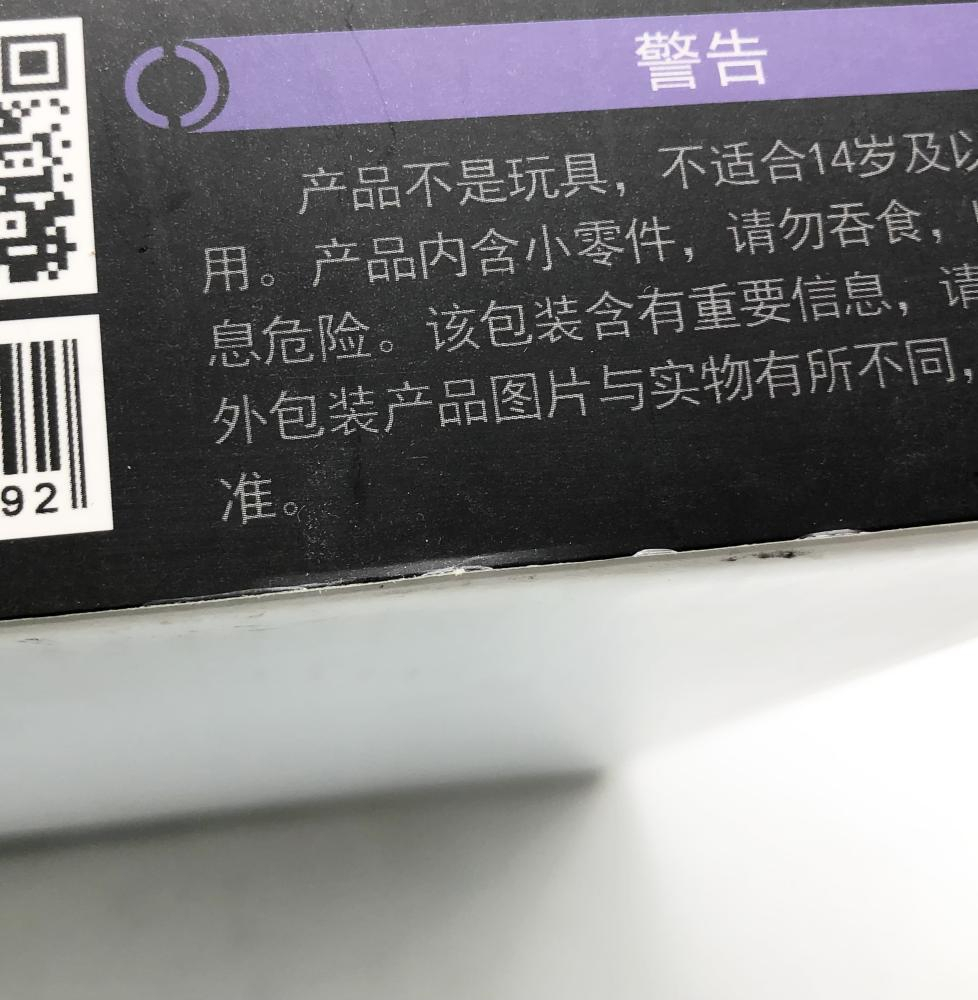 警告
产品不是玩具，不适合14岁及以
用。产品内含小零件，请勿吞食，
息危险。该包装含有重要信息，请
外包装产品图片与实物有所不同，
准。
92